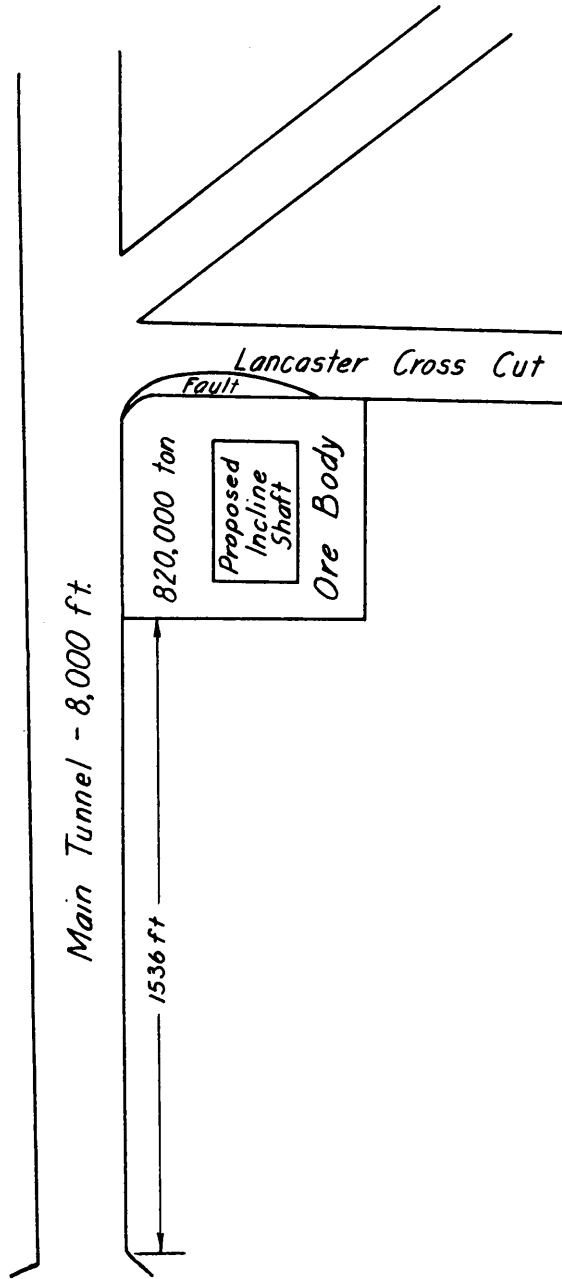 Lancaster Cross Cut
Fault
820,000 ton
Proposed
Incline
Shaft
Ore Body
Main Tunnel - 8,000 ft.
1536 ft